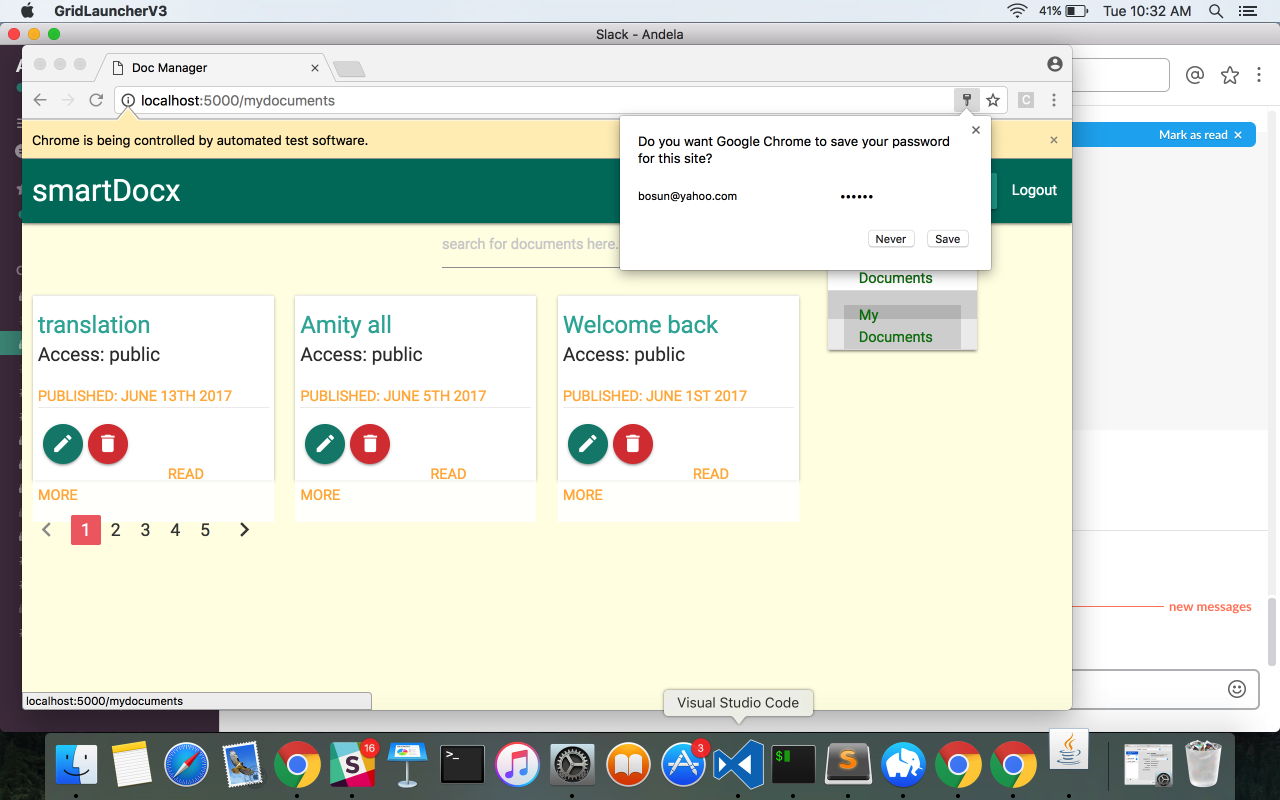 GridLauncherV3
41%
Tue 10:32 AM
Slack - Andela
Doc Manager
localhost:5000/mydocuments
Chrome is being controlled by automated test software.
Mark as read
Do you want Google Chrome to save your password
for this site?
bosun@yahoo.com
••••••
Never
Save
smartDocx
Logout
search for documents here.
Documents
My
Documents
translation
Access: public
PUBLISHED: JUNE 13TH 2017
READ
MORE
Amity all
Access: public
PUBLISHED: JUNE 5TH 2017
READ
MORE
Welcome back
Access: public
PUBLISHED: JUNE 1ST 2017
READ
MORE
1 2 3 4 5
new messages
localhost:5000/mydocuments
Visual Studio Code
16
3